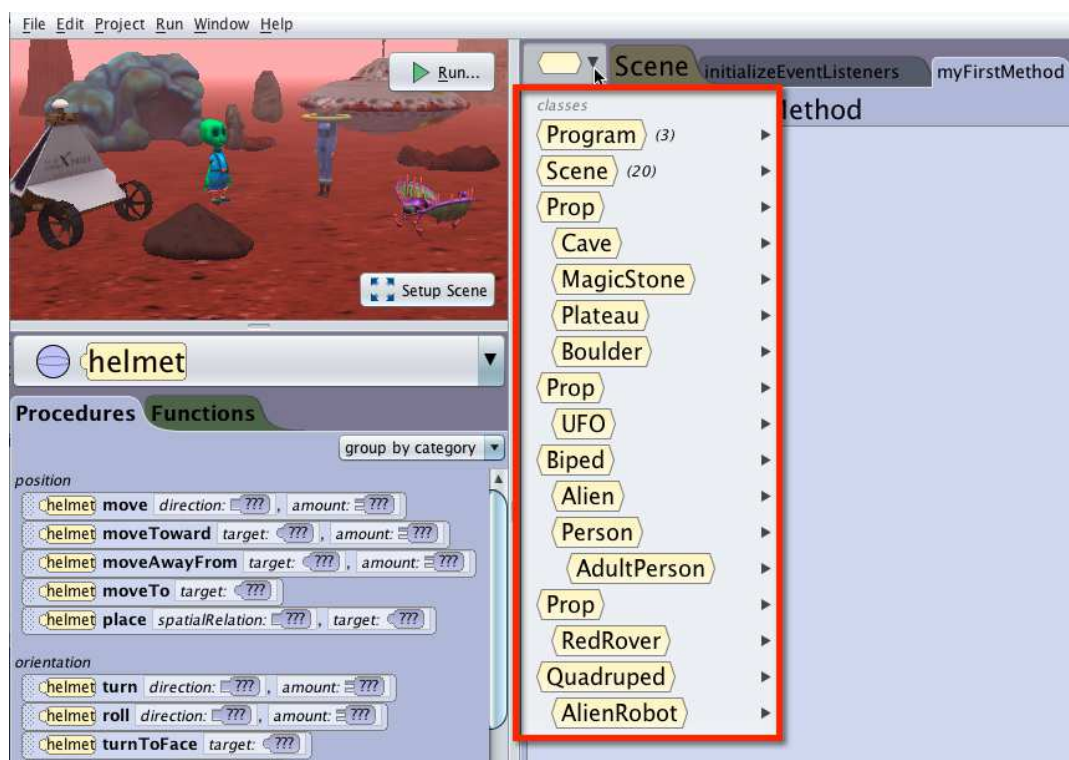 File Edit Project Run Window Help
Run...
Setup Scene
helmet
Procedures Functions
group by category
position
helmet move direction: ??? , amount: ???
helmet moveToward target: ??? , amount: ???
helmet moveAwayFrom target: ??? , amount: ???
helmet moveTo target: ???
helmet place spatialRelation: ??? , target: ???
orientation
helmet turn direction: ??? , amount: ???
helmet roll direction: ??? , amount: ???
helmet turnToFace target: ???
Scene initializeEventListeners myFirstMethod
lethod
classes
Program (3)
Scene (20)
Prop
Cave
MagicStone
Plateau
Boulder
Prop
UFO
Biped
Alien
Person
AdultPerson
Prop
RedRover
Quadruped
AlienRobot